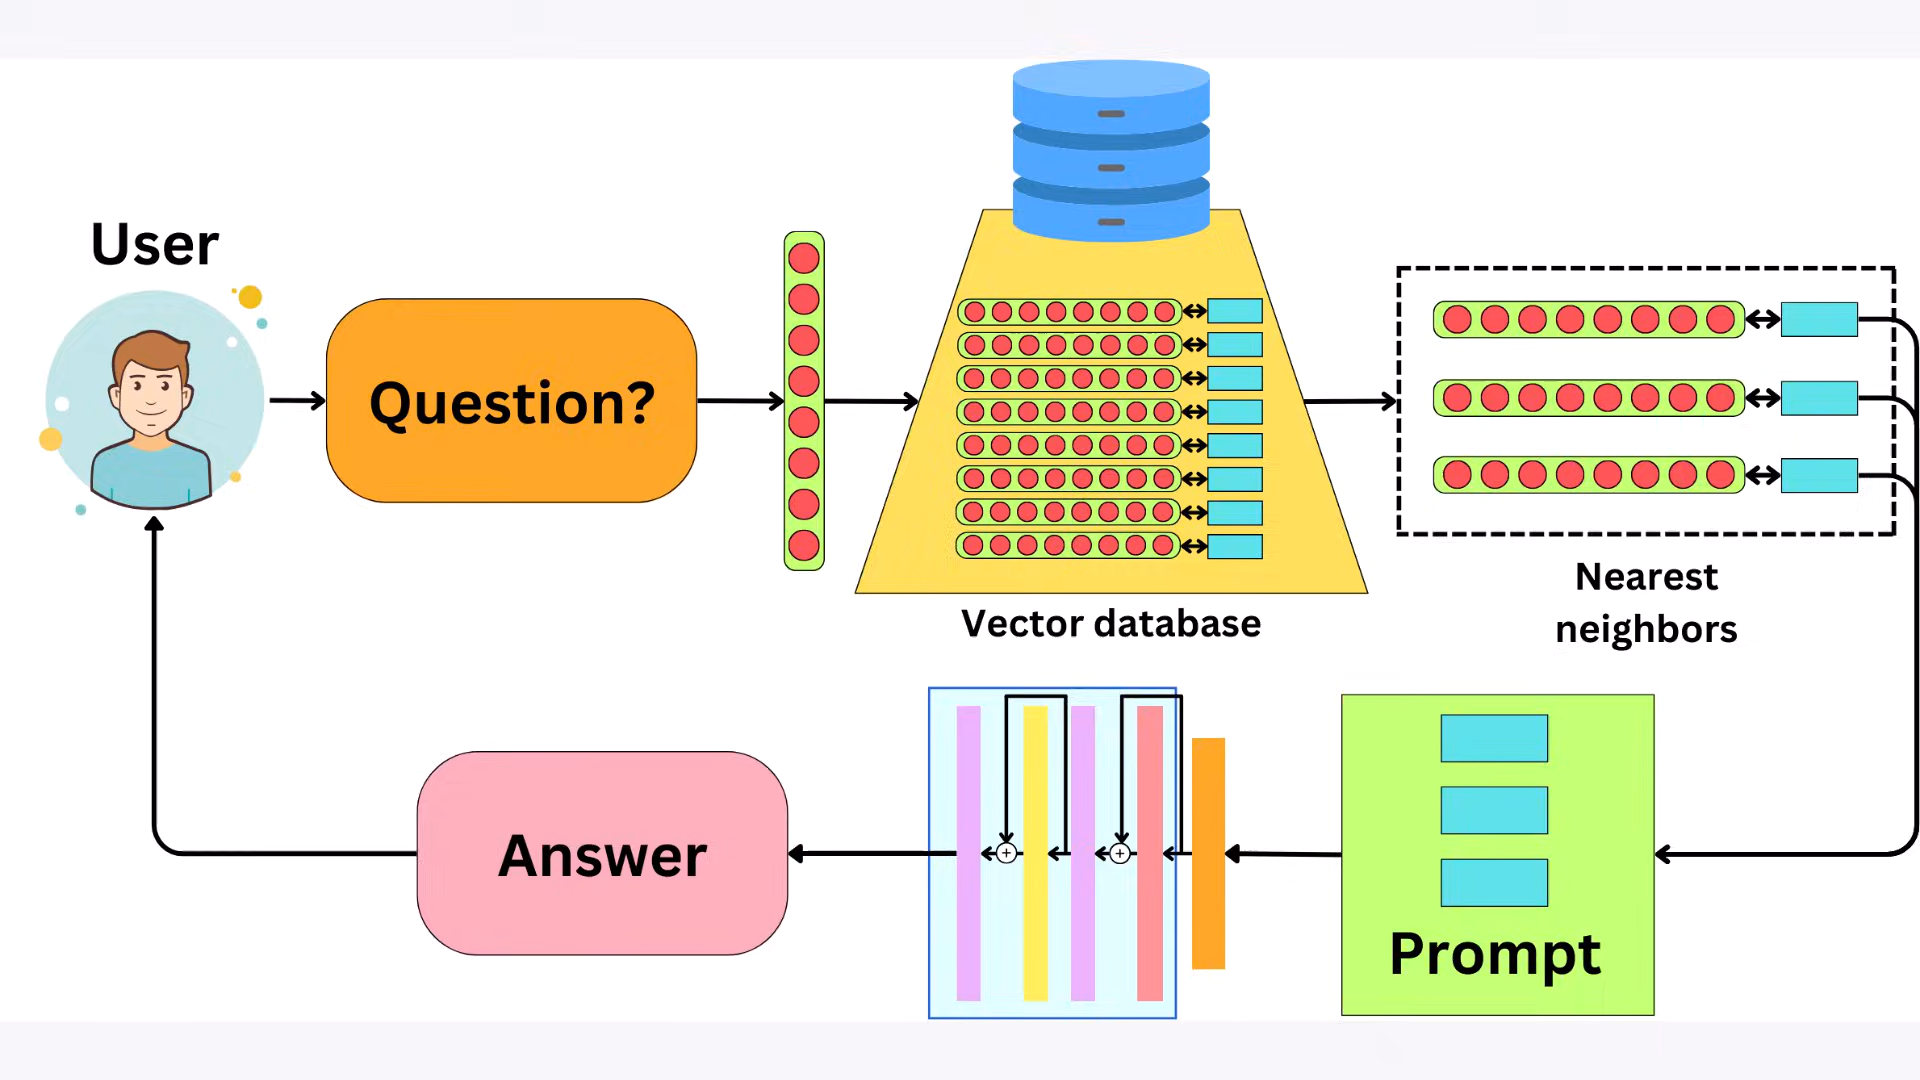 User
Question?
Vector database
Nearest
neighbors
Answer
Prompt